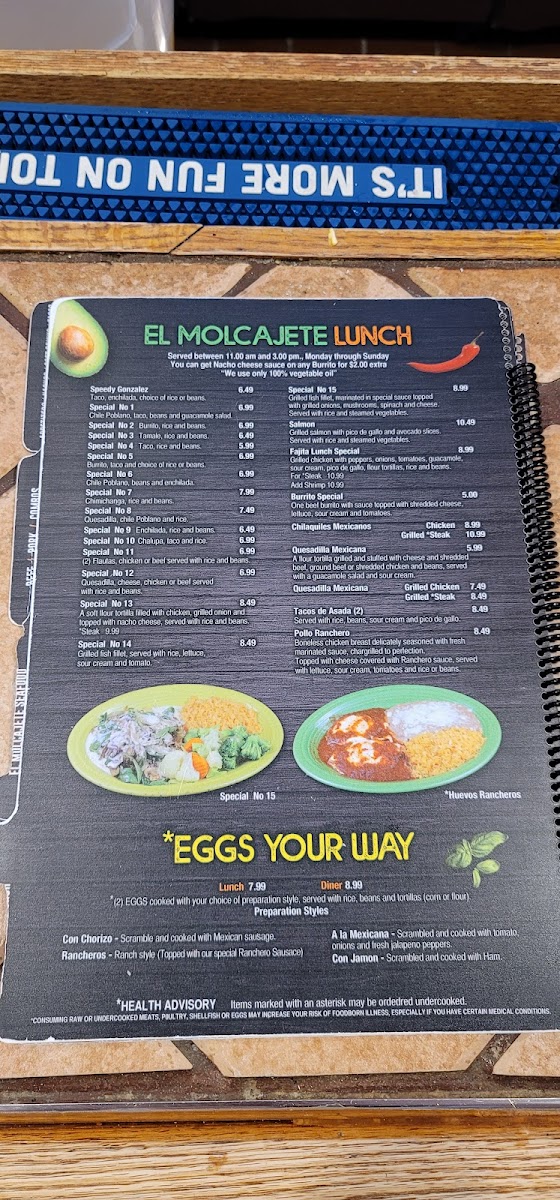 IT'S MORE FUN ON TO
EL MOLCAJETE LUNCH
Served between 11.00 am and 3.00 pm., Monday through Sunday
You can get Nacho cheese sauce on any Burrito for $2.00 extra
"We use only 100% vegetable oil"
Speedy Gonzalez 6.49
Taco, enchilada, choice of rice or beans.
Special No 1 6.99
Chile Poblano, taco, beans and guacamole salad.
Special No 2 Burrito, rice and beans. 6.99
Special No 3 Tamale, rice and beans. 6.49
Special No 4 Taco, rice and beans. 5.99
Special No 5 6.99
Burrito, taco and choice of rice or beans.
Special No 6 6.99
Chile Poblano, beans and enchilada.
Special No 7 7.99
Chimichanga, rice and beans.
Special No 8 7.49
Quesadilla, chile Poblano and rice.
Special No 9 Enchilada, rice and beans. 6.49
Special No 10 Chalupa, taco and rice. 6.99
Special No 11 6.99
(2) Flautas, chicken or beef served with rice and beans.
Special No 12 6.99
Quesadilla, cheese, chicken or beef served
with rice and beans.
Special No 13 8.49
A soft flour tortilla filled with chicken, grilled onion and
topped with nacho cheese, served with rice and beans.
*Steak 9.99
Special No 14 8.49
Grilled fish fillet, served with rice, lettuce,
sour cream and tomato.
Special No 15 8.99
Grilled fish fillet, marinated in special sauce topped
with grilled onions, mushrooms, spinach and cheese.
Served with rice and steamed vegetables.
Salmon 10.49
Grilled salmon with pico de gallo and avocado slices.
Served with rice and steamed vegetables.
Fajita Lunch Special 8.99
Grilled chicken with peppers, onions, tomatoes, guacamole,
sour cream, pico de gallo, flour tortillas, rice and beans.
For *Steak 10.99
Add Shrimp 10.99
Burrito Special 5.00
One beef burrito with sauce topped with shredded cheese,
lettuce, sour cream and tomatoes.
Chilaquiles Mexicanos Chicken 8.99
Grilled *Steak 10.99
Quesadilla Mexicana 5.99
A flour tortilla grilled and stuffed with cheese and shredded
beef, ground beef or shredded chicken and beans, served
with a guacamole salad and sour cream.
Quesadilla Mexicana Grilled Chicken 7.49
Grilled *Steak 8.49
Tacos de Asada (2) 8.49
Served with rice, beans, sour cream and pico de gallo.
Pollo Ranchero 8.49
Boneless chicken breast delicately seasoned with fresh
marinated sauce, chargrilled to perfection.
Topped with cheese covered with Ranchero sauce, served
with lettuce, sour cream, tomatoes and rice or beans.
Special No 15
*Huevos Rancheros
*EGGS YOUR WAY
Lunch 7.99 Diner 8.99
*(2) EGGS cooked with your choice of preparation style, served with rice, beans and tortillas (corn or flour)
Preparation Styles
Con Chorizo - Scramble and cooked with Mexican sausage.
Rancheros - Ranch style (Topped with our special Ranchero Sausace)
A la Mexicana - Scrambled and cooked with tomato,
onions and fresh jalapeno peppers.
Con Jamon - Scrambled and cooked with Ham.
*HEALTH ADVISORY Items marked with an asterisk may be ordedred undercooked.
*CONSUMING RAW OR UNDERCOOKED MEATS, PIULTRY, SHELLFISH OR EGGS MAY INCREASE YOUR RISK OF FOODBORN ILLNESS, ESPECIALLY IF YOU HAVE CERTAIN MEDICAL CONDITIONS.
PORK / COMBOS
EL MOLCAJETE SEAFOOD